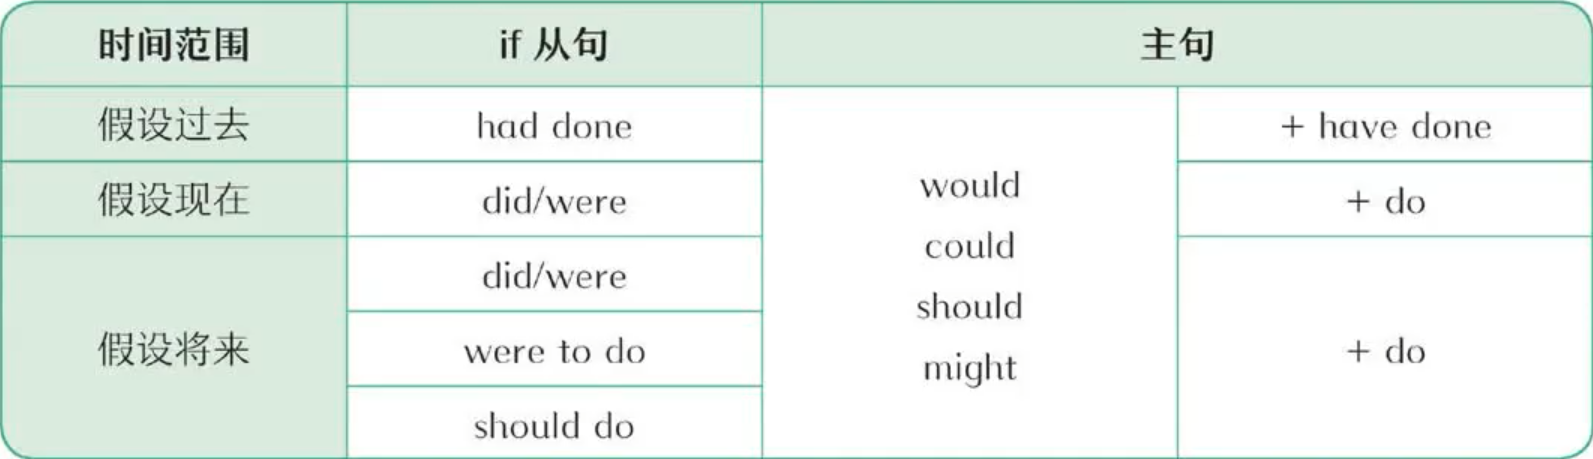 时间范围 if 从句 主句
假设过去 had done + have done
假设现在 did/were would + do
could
did/were
should
假设将来 were to do might + do
should do